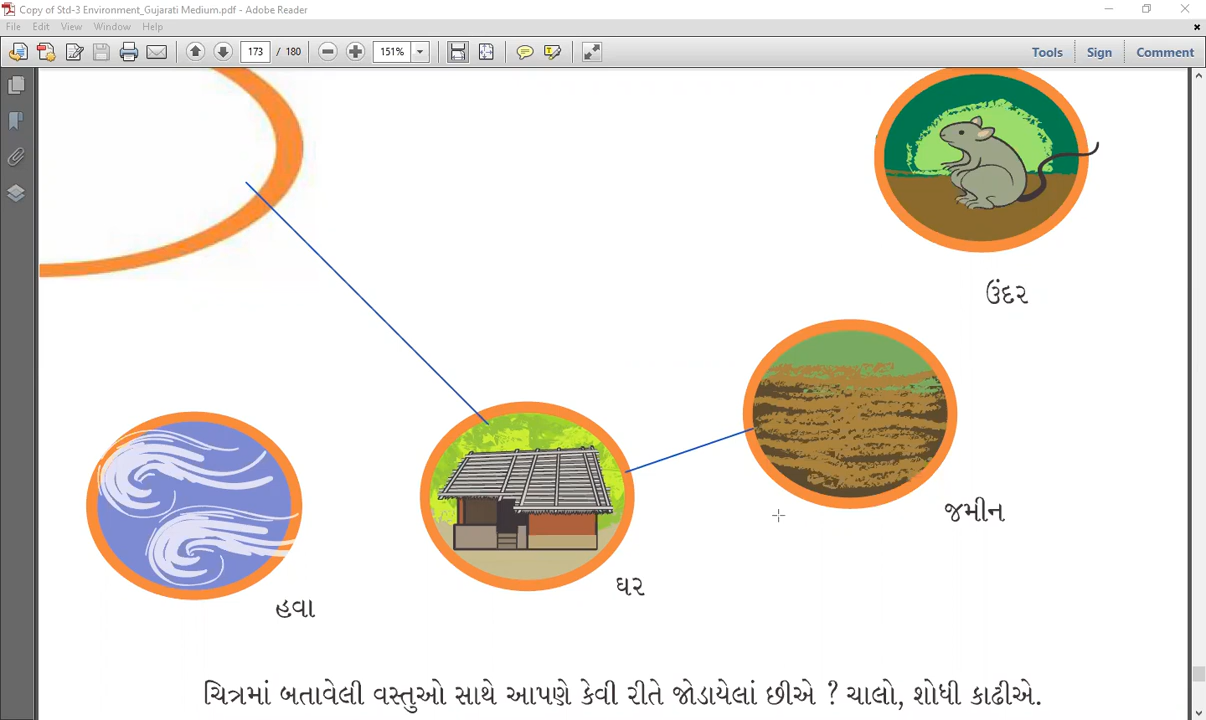 Copy of Std-3 Environment_Gujarati Medium.pdf - Adobe Reader
File Edit View Window Help
173 / 180 151% Tools Sign Comment
ઉંદર
જમીન
ઘર
હવા
ચિત્રમાં બતાવેલી વસ્તુઓ સાથે આપણે કેવી રીતે જોડાયેલાં છીએ ? ચાલો, શોધી કાઢીએ.